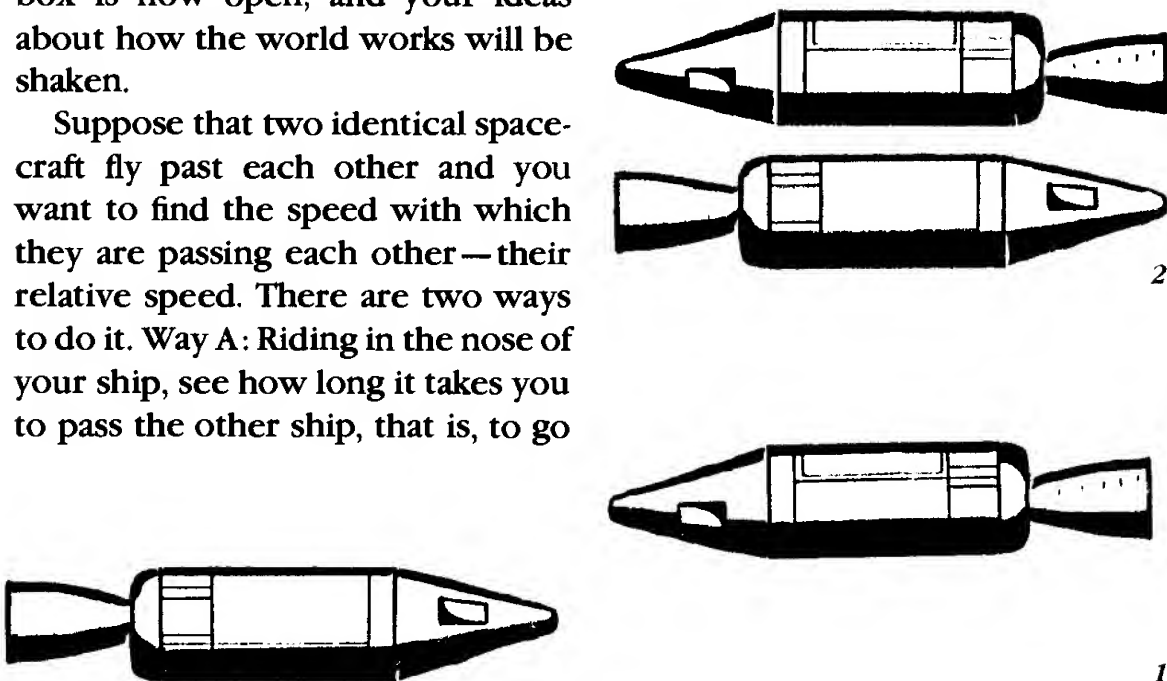 box is now open, and your ideas
about how the world works will be
shaken.
Suppose that two identical space-
craft fly past each other and you
want to find the speed with which
they are passing each other—their
relative speed. There are two ways
to do it. Way A: Riding in the nose of
your ship, see how long it takes you
to pass the other ship, that is, to go
2
1